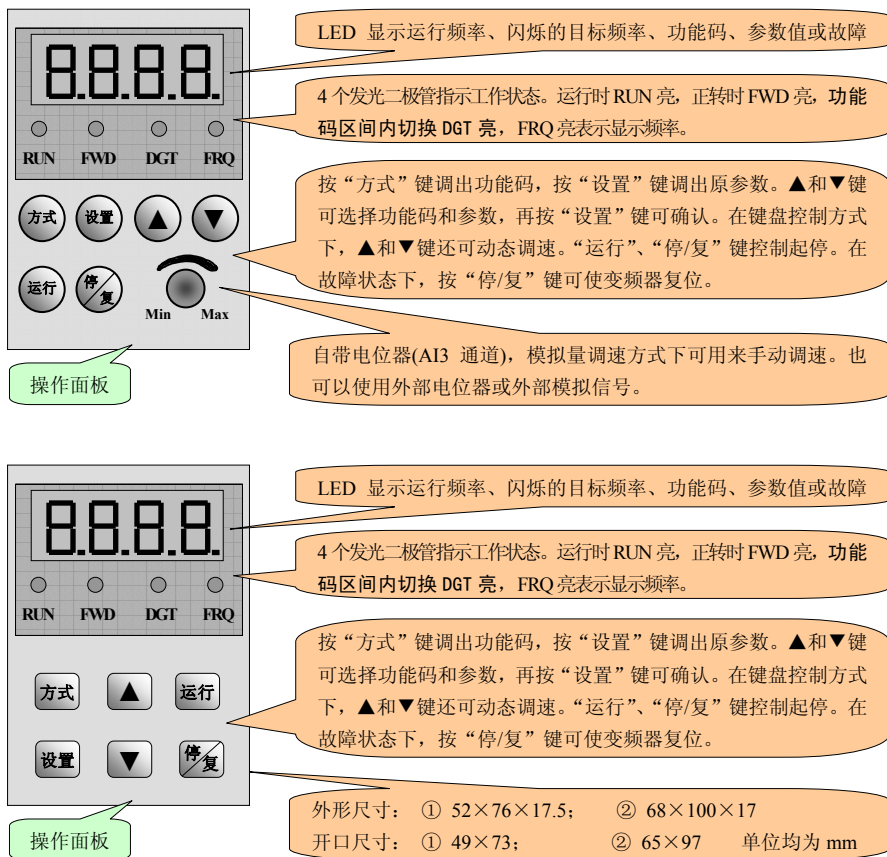 8.8.8.8.
RUN FWD DGT FRQ
方式 设置 ▲ ▼
运行 停/复
Min Max
操作面板
LED 显示运行频率、闪烁的目标频率、功能码、参数值或故障
4 个发光二极管指示工作状态。运行时 RUN 亮，正转时 FWD 亮，功能
码区间内切换 DGT 亮，FRQ 亮表示显示频率。
按“方式”键调出功能码，按“设置”键调出原参数。▲和▼键
可选择功能码和参数，再按“设置”键可确认。在键盘控制方式
下，▲和▼键还可动态调速。“运行”、“停/复”键控制起停。在
故障状态下，按“停/复”键可使变频器复位。
自带电位器(AI3 通道)，模拟量调速方式下可用来手动调速。也
可以使用外部电位器或外部模拟信号。
8.8.8.8.
RUN FWD DGT FRQ
方式 ▲ 运行
设置 ▼ 停/复
操作面板
LED 显示运行频率、闪烁的目标频率、功能码、参数值或故障
4 个发光二极管指示工作状态。运行时 RUN 亮，正转时 FWD 亮，功能
码区间内切换 DGT 亮，FRQ 亮表示显示频率。
按“方式”键调出功能码，按“设置”键调出原参数。▲和▼键
可选择功能码和参数，再按“设置”键可确认。在键盘控制方式
下，▲和▼键还可动态调速。“运行”、“停/复”键控制起停。在
故障状态下，按“停/复”键可使变频器复位。
外形尺寸： ① 52×76×17.5； ② 68×100×17
开口尺寸： ① 49×73； ② 65×97 单位均为 mm